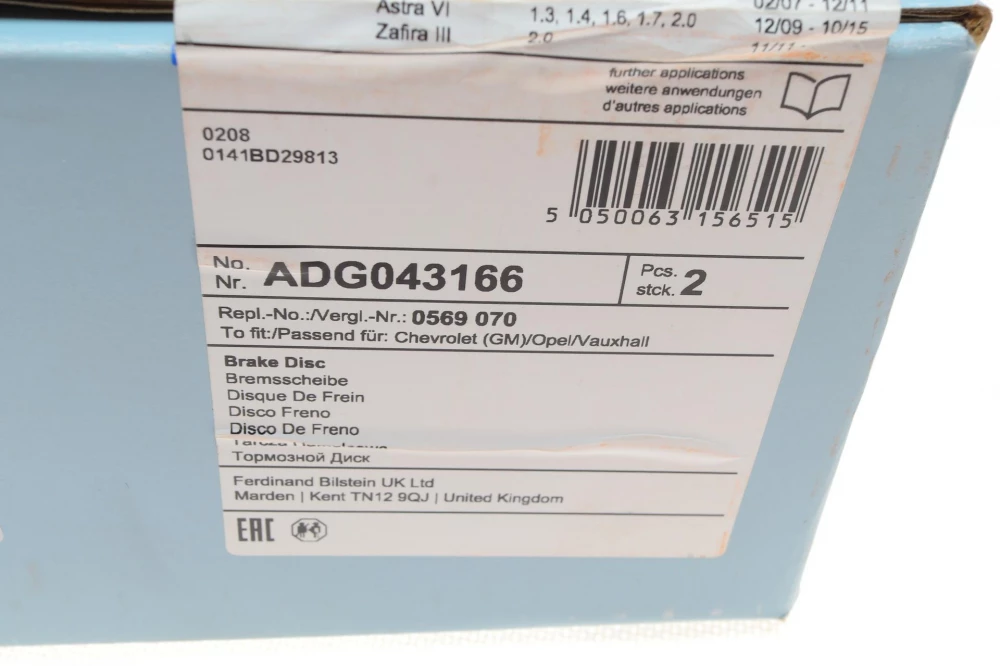 Astra VI 1.3, 1.4, 1.6, 1.7, 2.0 02/07 - 12/11
Zafira III 2.0 12/09 - 10/15
11/11 -
further applications
weitere anwendungen
d'autres applications
0208
0141BD29813
5 050063 156515
No.
Nr. ADG043166
Pcs.
stck. 2
Repl.-No.:/Vergl.-Nr.: 0569 070
To fit:/Passend für: Chevrolet (GM)/Opel/Vauxhall
Brake Disc
Bremsscheibe
Disque De Frein
Disco Freno
Disco De Freno
Тормозной Диск
Ferdinand Bilstein UK Ltd
Marden | Kent TN12 9QJ | United Kingdom
EAC